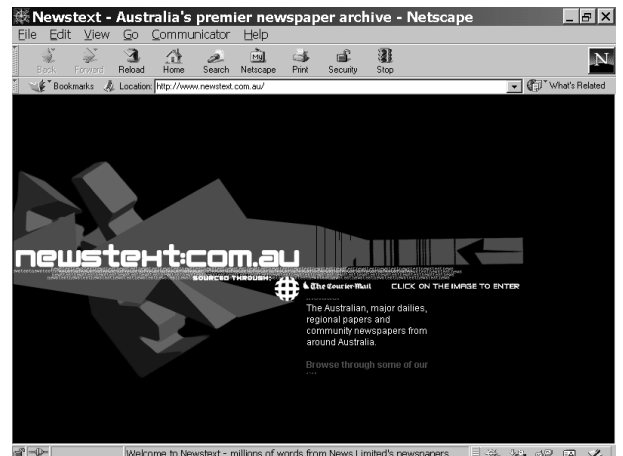 Newstext - Australia's premier newspaper archive - Netscape
File Edit View Go Communicator Help
Back Forward Reload Home Search Netscape Print Security Stop
My
N
Bookmarks Location: http://www.newstext.com.au/ What's Related
newstext:com.au
SOURCED THROUGH:
The Courier-Mail CLICK ON THE IMAGE TO ENTER
The Australian, major dailies,
regional papers and
community newspapers from
around Australia.
Browse through some of our
Welcome to Newstext - millions of words from News Limited's newspapers